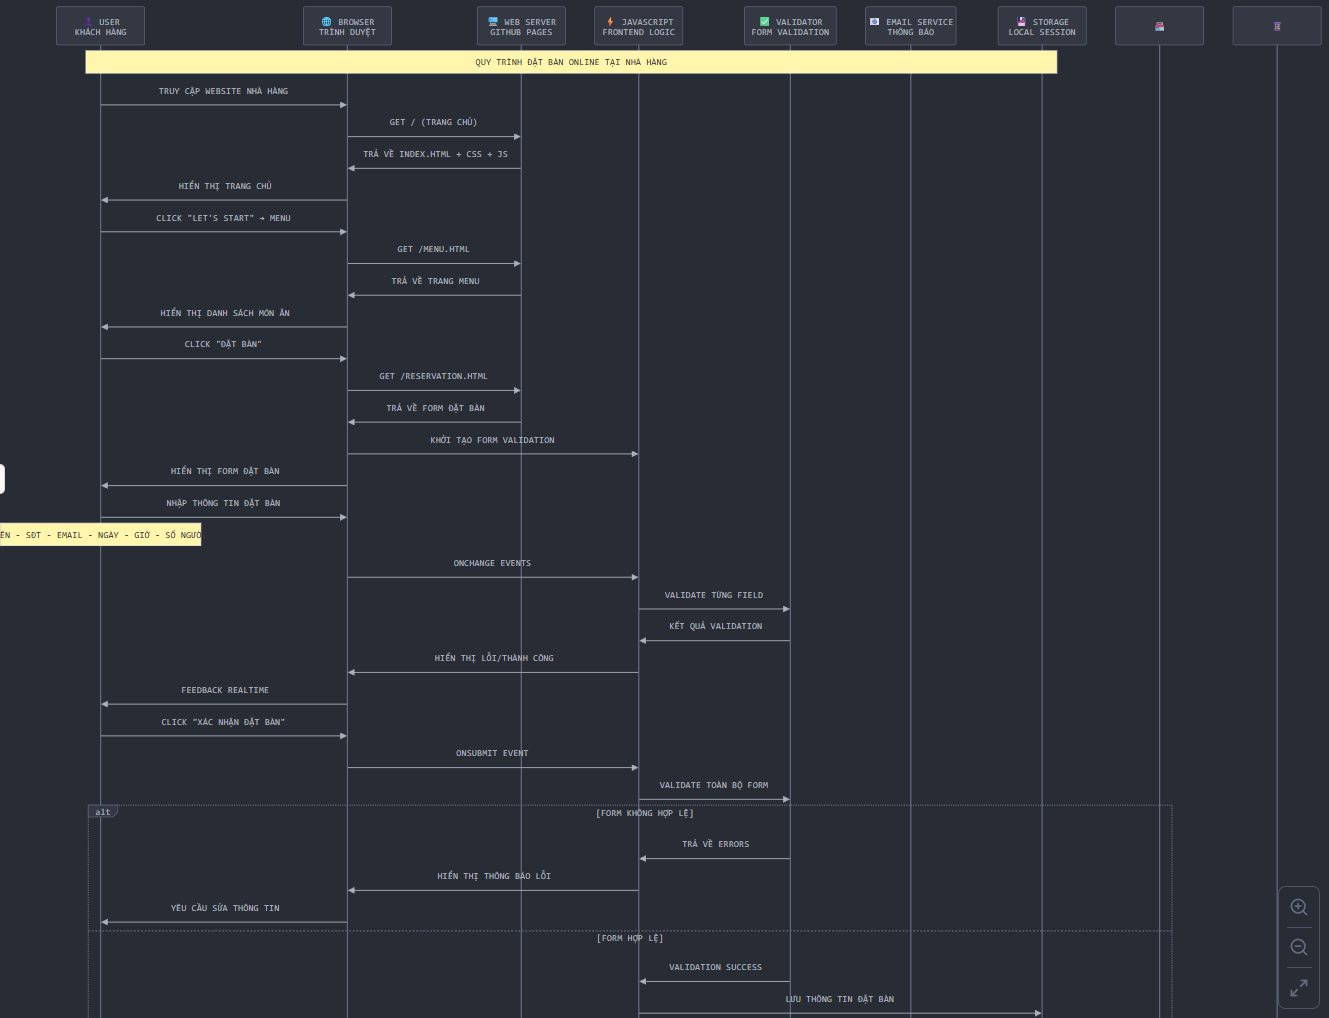 USER
KHÁCH HÀNG
BROWSER
TRÌNH DUYỆT
WEB SERVER
GITHUB PAGES
JAVASCRIPT
FRONTEND LOGIC
VALIDATOR
FORM VALIDATION
EMAIL SERVICE
THÔNG BÁO
STORAGE
LOCAL SESSION
QUY TRÌNH ĐẶT BÀN ONLINE TẠI NHÀ HÀNG
TRUY CẬP WEBSITE NHÀ HÀNG
GET / (TRANG CHỦ)
TRẢ VỀ INDEX.HTML + CSS + JS
HIỂN THỊ TRANG CHỦ
CLICK "LET'S START" → MENU
GET /MENU.HTML
TRẢ VỀ TRANG MENU
HIỂN THỊ DANH SÁCH MÓN ĂN
CLICK "ĐẶT BÀN"
GET /RESERVATION.HTML
TRẢ VỀ FORM ĐẶT BÀN
KHỞI TẠO FORM VALIDATION
HIỂN THỊ FORM ĐẶT BÀN
NHẬP THÔNG TIN ĐẶT BÀN
ÊN - SĐT - EMAIL - NGÀY - GIỜ - SỐ NGƯỜ
ONCHANGE EVENTS
VALIDATE TỪNG FIELD
KẾT QUẢ VALIDATION
HIỂN THỊ LỖI/THÀNH CÔNG
FEEDBACK REALTIME
CLICK "XÁC NHẬN ĐẶT BÀN"
ONSUBMIT EVENT
VALIDATE TOÀN BỘ FORM
alt
[FORM KHÔNG HỢP LỆ]
TRẢ VỀ ERRORS
HIỂN THỊ THÔNG BÁO LỖI
YÊU CẦU SỬA THÔNG TIN
[FORM HỢP LỆ]
VALIDATION SUCCESS
LƯU THÔNG TIN ĐẶT BÀN